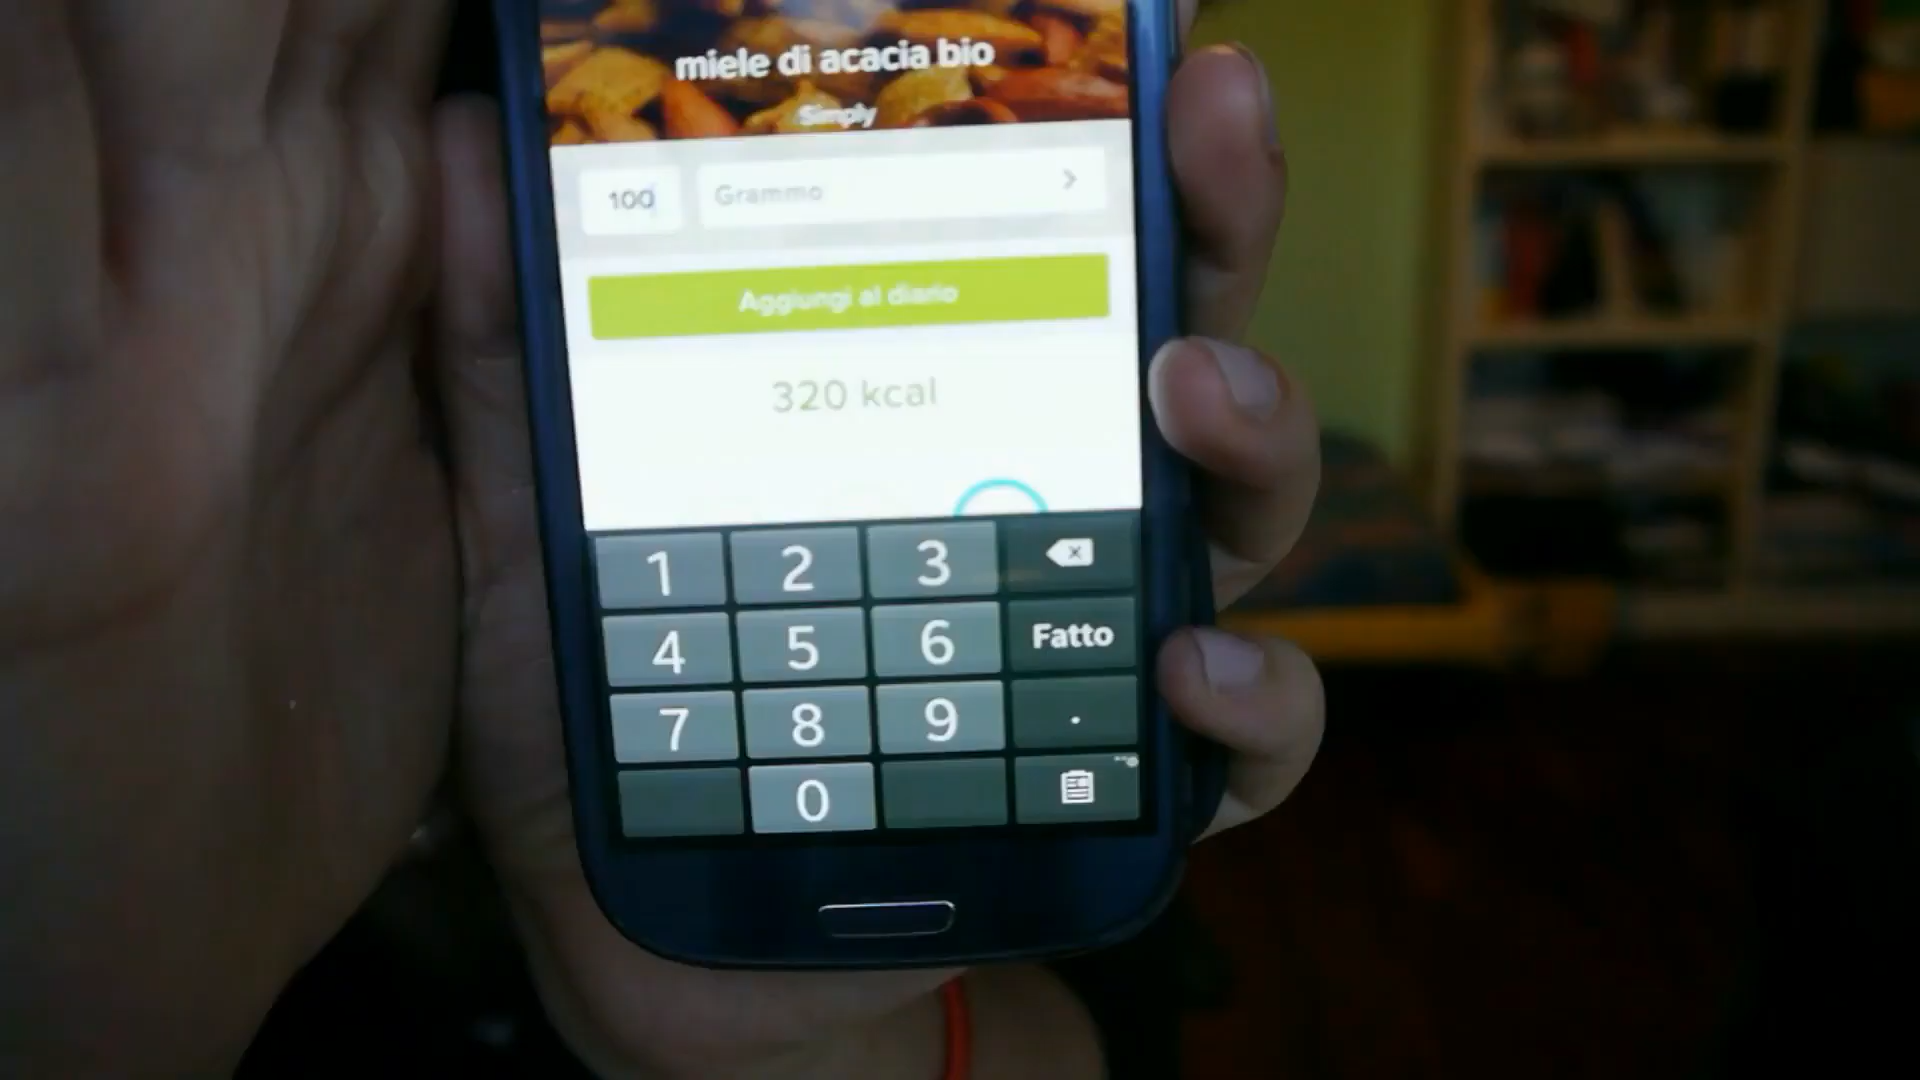 miele di acacia bio
Simply
100 Grammo
Aggiungi al diario
320 kcal
1 2 3
4 5 6 Fatto
7 8 9 .
0